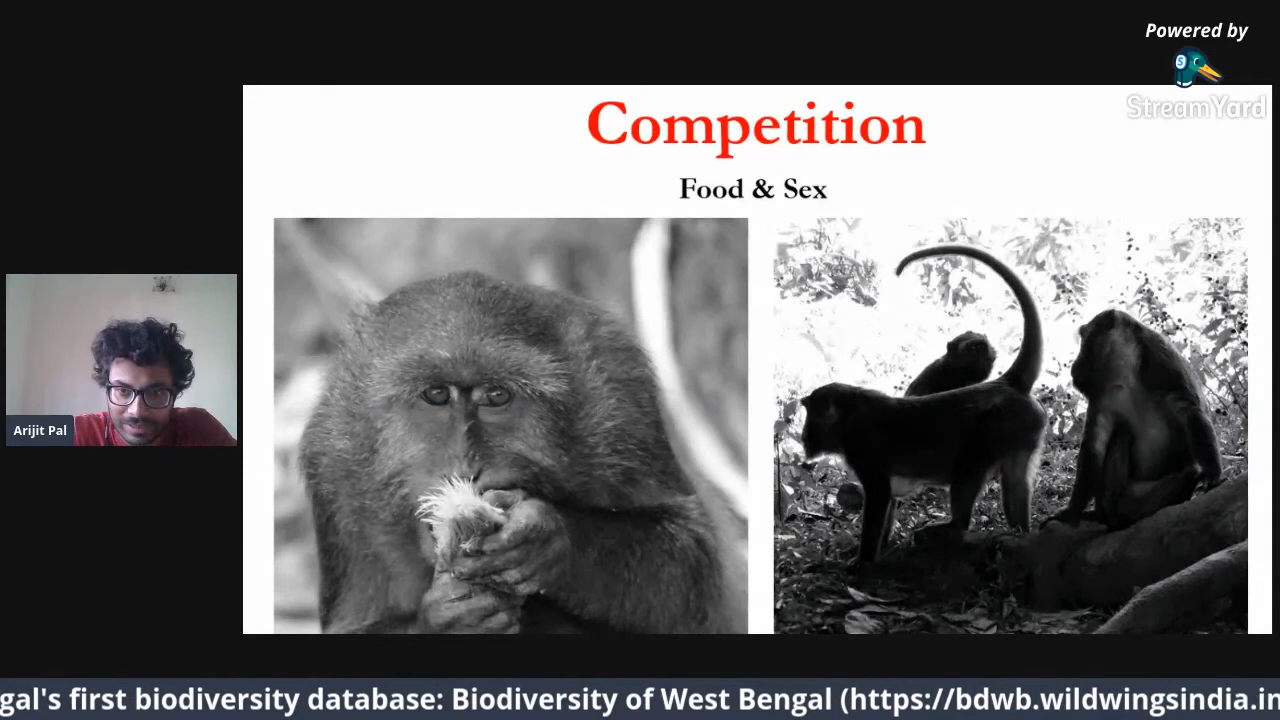 Powered by
StreamYard
Competition
Food & Sex
Arijit Pal
gal's first biodiversity database: Biodiversity of West Bengal (https://bdwb.wildwingsindia.in